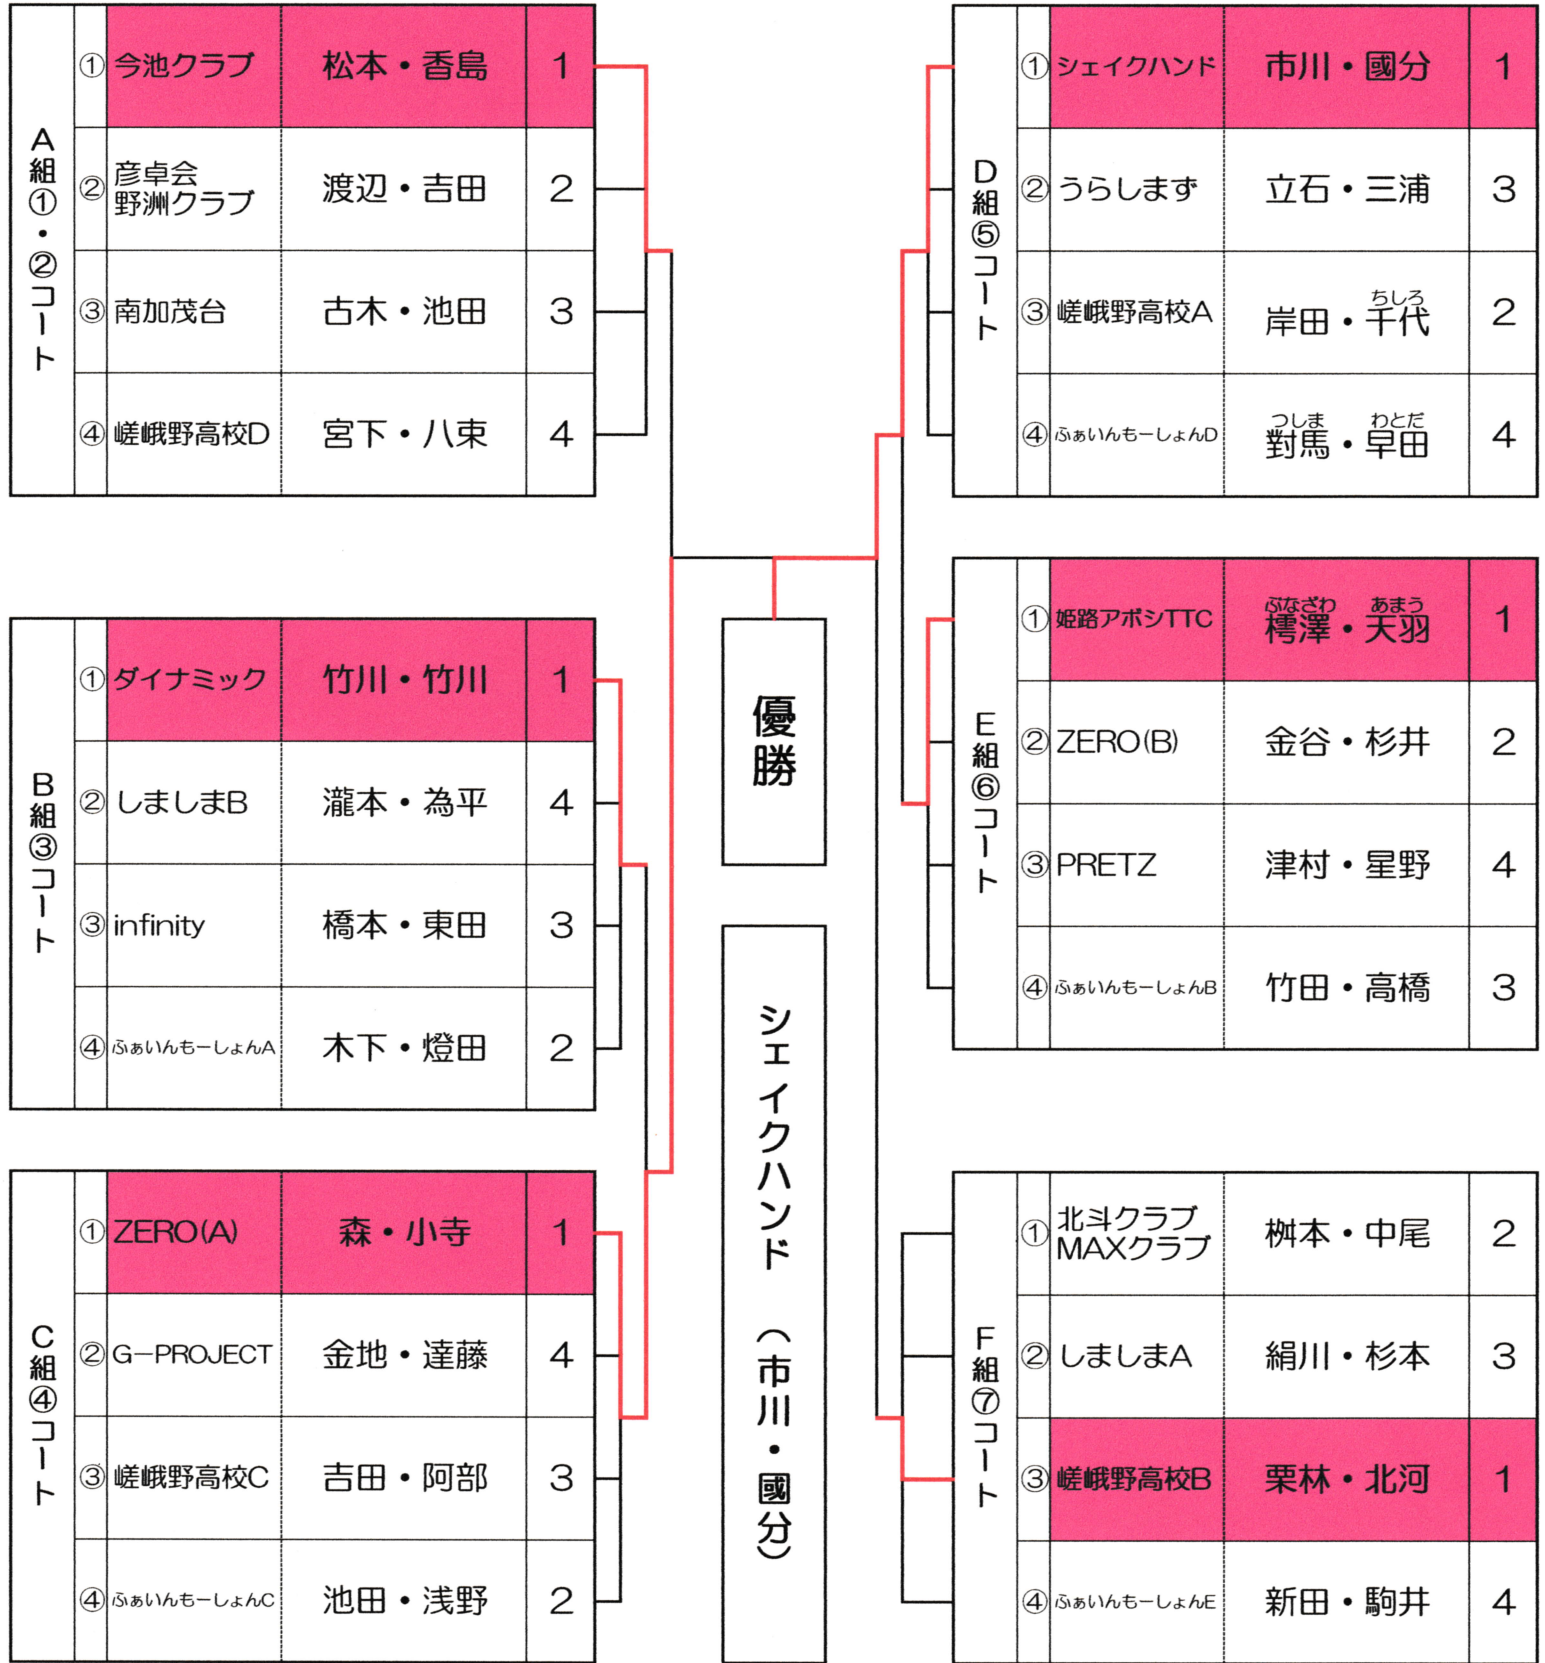 A組①・②コート
① 今池クラブ 松本・香島 1
② 彦卓会 野洲クラブ 渡辺・吉田 2
③ 南加茂台 古木・池田 3
④ 嵯峨野高校D 宮下・八束 4
B組③コート
① ダイナミック 竹川・竹川 1
② しましまB 瀧本・為平 4
③ infinity 橋本・東田 3
④ ふぁいんもーしょんA 木下・燈田 2
C組④コート
① ZERO(A) 森・小寺 1
② G-PROJECT 金地・達藤 4
③ 嵯峨野高校C 吉田・阿部 3
④ ふぁいんもーしょんC 池田・浅野 2
優勝
シェイクハンド (市川・國分)
D組⑤コート
① シェイクハンド 市川・國分 1
② うらしまず 立石・三浦 3
ちしろ
③ 嵯峨野高校A 岸田・千代 2
つしま わとだ
④ ふぁいんもーしょんD 對馬・早田 4
E組⑥コート
ぶなざわ あまう
① 姫路アボシTTC 樗澤・天羽 1
② ZERO(B) 金谷・杉井 2
③ PRETZ 津村・星野 4
④ ふぁいんもーしょんB 竹田・高橋 3
F組⑦コート
① 北斗クラブ MAXクラブ 桝本・中尾 2
② しましまA 絹川・杉本 3
③ 嵯峨野高校B 栗林・北河 1
④ ふぁいんもーしょんE 新田・駒井 4